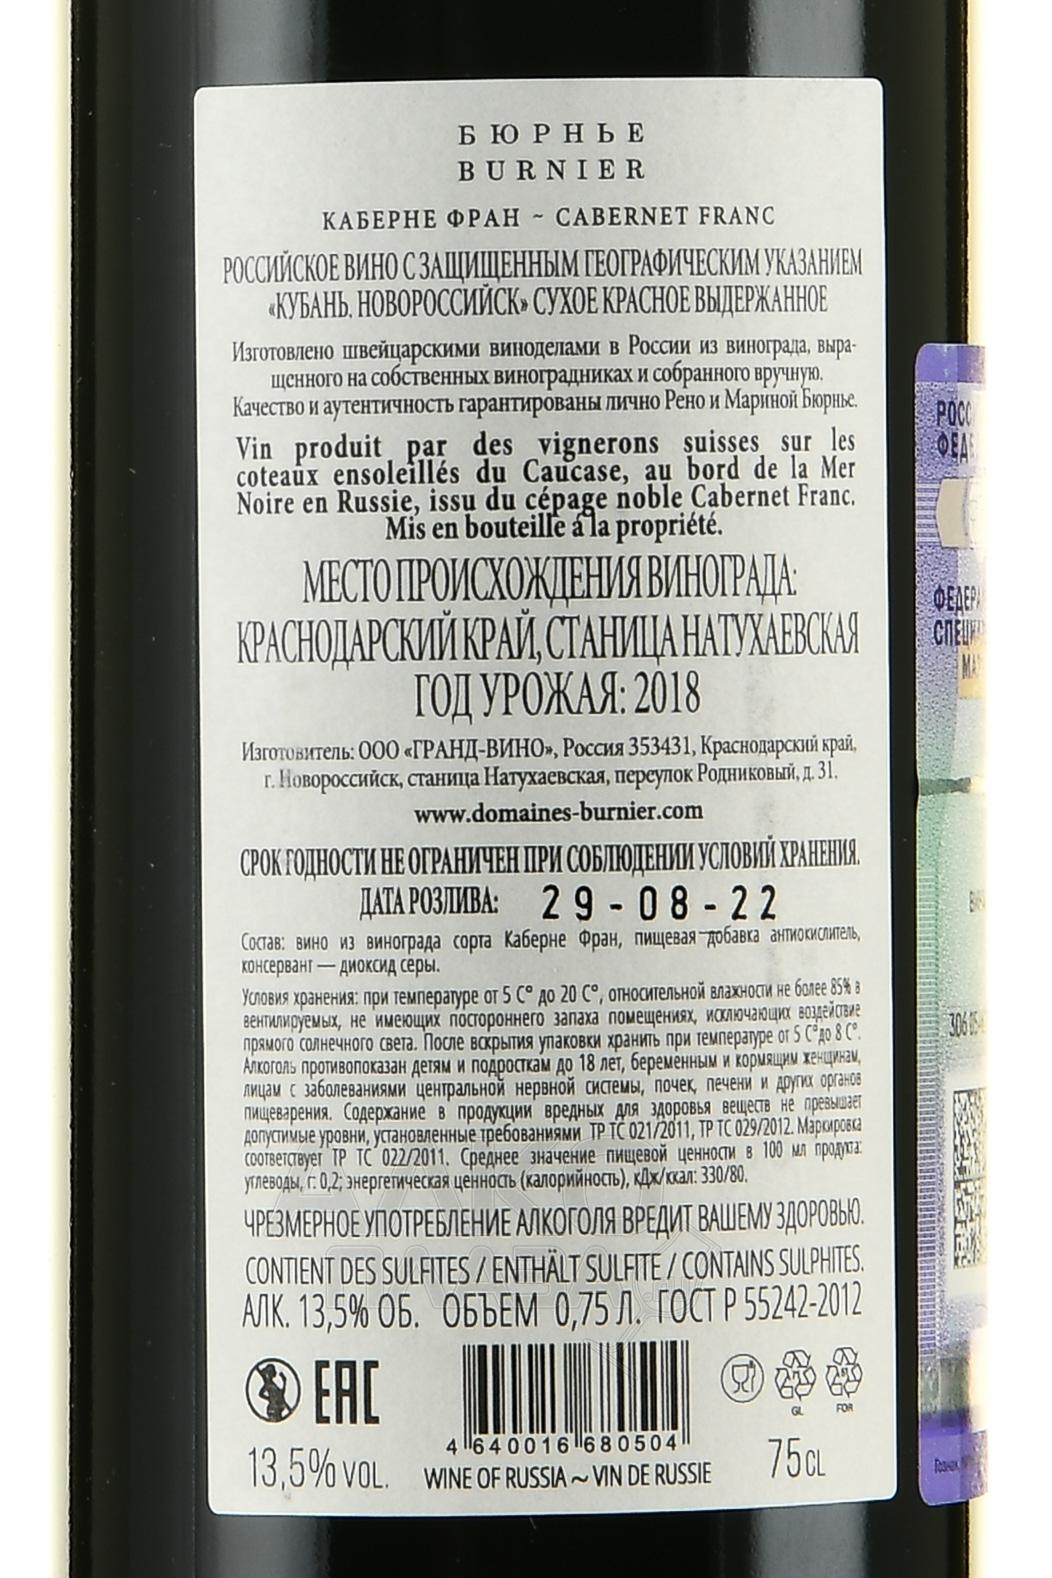 БЮРНЬЕ
BURNIER
КАБЕРНЕ ФРАН ~ CABERNET FRANC
РОССИЙСКОЕ ВИНО С ЗАЩИЩЕННЫМ ГЕОГРАФИЧЕСКИМ УКАЗАНИЕМ
«КУБАНЬ. НОВОРОССИЙСК» СУХОЕ КРАСНОЕ ВЫДЕРЖАННОЕ
Изготовлено швейцарскими виноделами в России из винограда, выра-
щенного на собственных виноградниках и собранного вручную.
Качество и аутентичность гарантированы лично Рено и Мариной Бюрнье.
Vin produit par des vignerons suisses sur les
coteaux ensoleillés du Caucase, au bord de la Mer
Noire en Russie, issu du cépage noble Cabernet Franc.
Mis en bouteille à la propriété.
МЕСТО ПРОИСХОЖДЕНИЯ ВИНОГРАДА:
КРАСНОДАРСКИЙ КРАЙ, СТАНИЦА НАТУХАЕВСКАЯ
ГОД УРОЖАЯ: 2018
Изготовитель: ООО «ГРАНД-ВИНО», Россия 353431, Краснодарский край,
г. Новороссийск, станица Натухаевская, переулок Родниковый, д. 31.
www.domaines-burnier.com
СРОК ГОДНОСТИ НЕ ОГРАНИЧЕН ПРИ СОБЛЮДЕНИИ УСЛОВИЙ ХРАНЕНИЯ.
ДАТА РОЗЛИВА: 29-08-22
Состав: вино из винограда сорта Каберне Фран, пищевая добавка антиокислитель,
консервант — диоксид серы.
Условия хранения: при температуре от 5 С° до 20 С°, относительной влажности не более 85% в
вентилируемых, не имеющих постороннего запаха помещениях, исключающих воздействие
прямого солнечного света. После вскрытия упаковки хранить при температуре от 5 С°до 8 С°.
Алкоголь противопоказан детям и подросткам до 18 лет, беременным и кормящим женщинам,
лицам с заболеваниями центральной нервной системы, почек, печени и других органов
пищеварения. Содержание в продукции вредных для здоровья веществ не превышает
допустимые уровни, установленные требованиями ТР ТС 021/2011, ТР ТС 029/2012. Маркировка
соответствует ТР ТС 022/2011. Среднее значение пищевой ценности в 100 мл продукта:
углеводы, г: 0,2; энергетическая ценность (калорийность), кДж/ккал: 330/80.
ЧРЕЗМЕРНОЕ УПОТРЕБЛЕНИЕ АЛКОГОЛЯ ВРЕДИТ ВАШЕМУ ЗДОРОВЬЮ.
CONTIENT DES SULFITES / ENTHÄLT SULFITE / CONTAINS SULPHITES.
АЛК. 13,5% ОБ. ОБЪЕМ 0,75 Л. ГОСТ Р 55242-2012
EAC
GL
FOR
4 640016 680504
13,5% VOL.
WINE OF RUSSIA ~ VIN DE RUSSIE
75CL
РОСС
ФЕДЕ
ФЕДЕРА
СПЕЦИА
МА
306 05